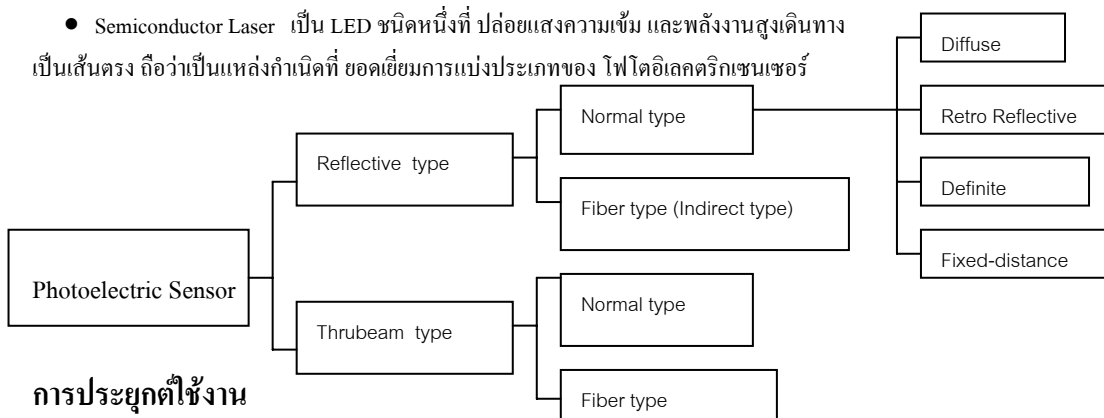 ● Semiconductor Laser เป็น LED ชนิดหนึ่งที่ ปล่อยแสงความเข้ม และพลังงานสูงเดินทาง
เป็นเส้นตรง ถือว่าเป็นแหล่งกำเนิดที่ ยอดเยี่ยมการแบ่งประเภทของ โฟโตอิเลคตริกเซนเซอร์
Photoelectric Sensor
Reflective type
Normal type
Diffuse
Retro Reflective
Definite
Fixed-distance
Fiber type (Indirect type)
Thrubeam type
Normal type
Fiber type
การประยุกต์ใช้งาน